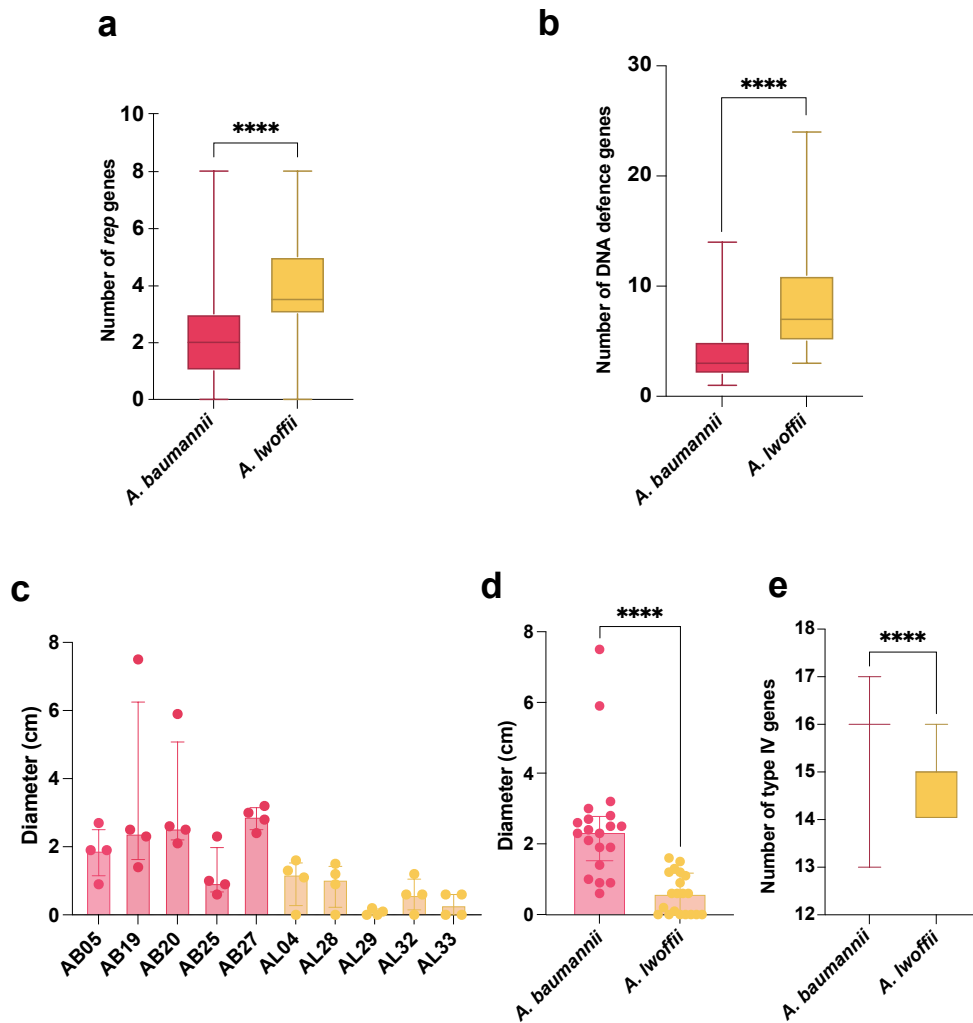 a
Number of rep genes
10
8
6
4
2
0
****
A. baumannii
A. lwoffii
b
Number of DNA defence genes
30
20
10
0
****
A. baumannii
A. lwoffii
c
Diameter (cm)
8
6
4
2
0
AB05
AB19
AB20
AB25
AB27
AL04
AL28
AL29
AL32
AL33
d
Diameter (cm)
8
6
4
2
0
****
A. baumannii
A. lwoffii
e
Number of type IV genes
18
17
16
15
14
13
12
****
A. baumannii
A. lwoffii